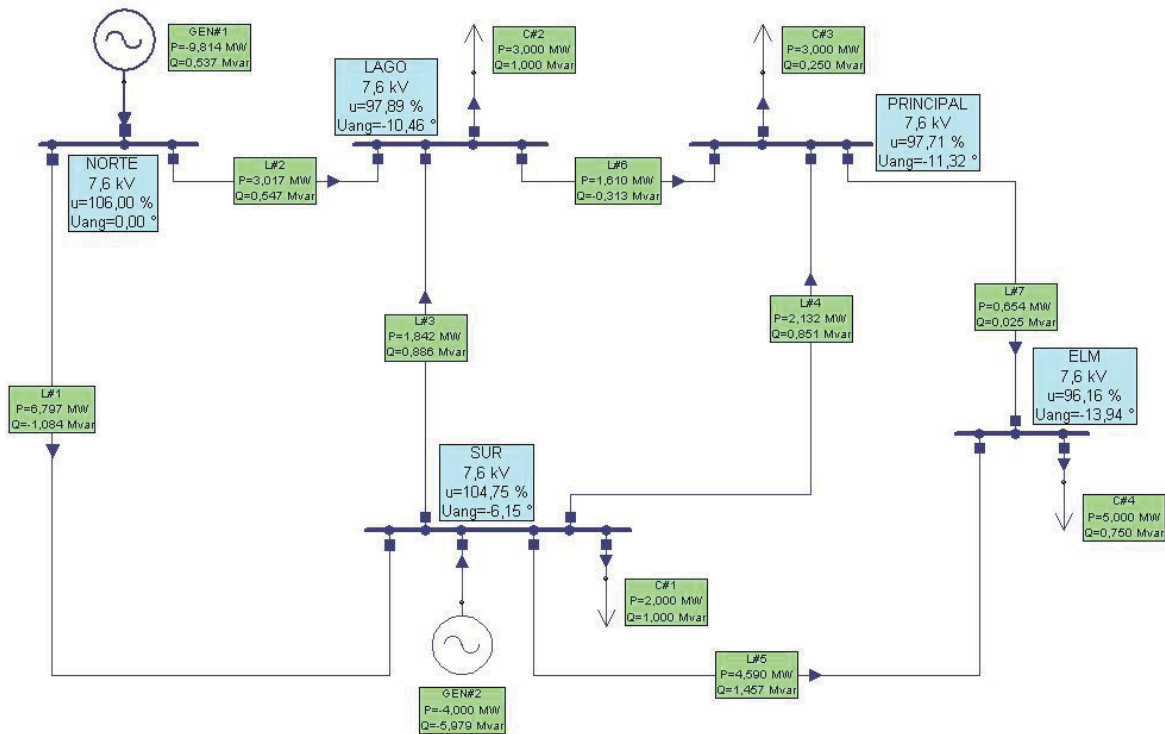 GEN#1
P=-9,814 MW
Q=0,537 Mvar
C#2
P=3,000 MW
Q=1,000 Mvar
C#3
P=3,000 MW
Q=0,250 Mvar
LAGO
7,6 kV
u=97,89 %
Uang=-10,46 °
PRINCIPAL
7,6 kV
u=97,71 %
Uang=-11,32 °
NORTE
7,6 kV
u=106,00 %
Uang=0,00 °
L#2
P=3,017 MW
Q=0,547 Mvar
L#6
P=1,610 MW
Q=-0,313 Mvar
L#3
P=1,842 MW
Q=0,886 Mvar
L#4
P=2,132 MW
Q=0,851 Mvar
L#7
P=0,654 MW
Q=0,025 Mvar
ELM
7,6 kV
u=96,16 %
Uang=-13,94 °
L#1
P=6,797 MW
Q=-1,084 Mvar
SUR
7,6 kV
u=104,75 %
Uang=-6,15 °
C#4
P=5,000 MW
Q=0,750 Mvar
C#1
P=2,000 MW
Q=1,000 Mvar
L#5
P=4,590 MW
Q=1,457 Mvar
GEN#2
P=-4,000 MW
Q=-5,979 Mvar